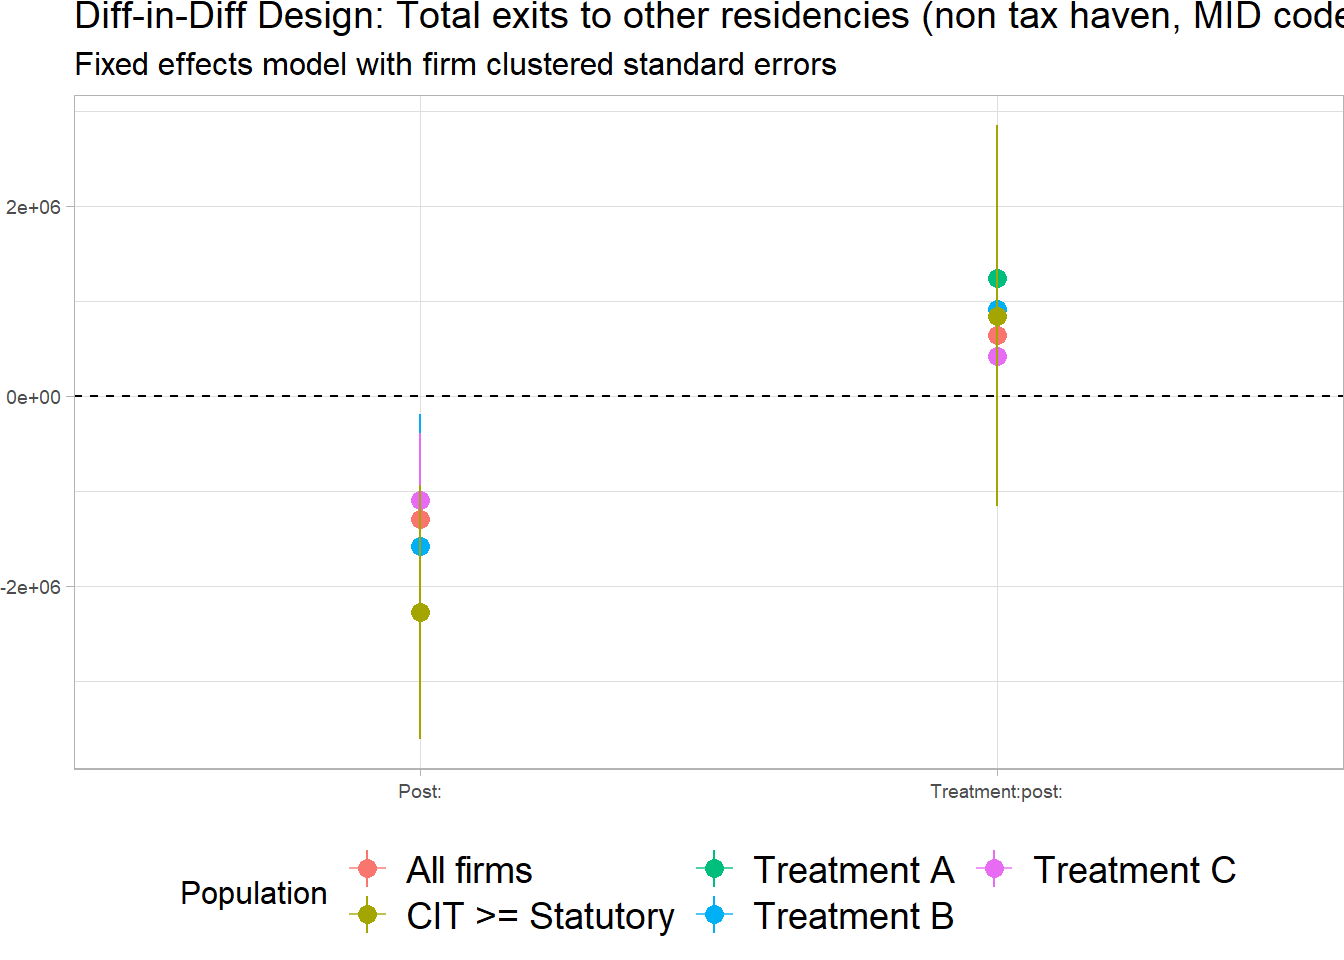 Diff-in-Diff Design: Total exits to other residencies (non tax haven, MID code
Fixed effects model with firm clustered standard errors
2e+06
0e+00
-2e+06
Post:
Treatment:post:
Population
All firms
Treatment A
Treatment C
CIT >= Statutory
Treatment B